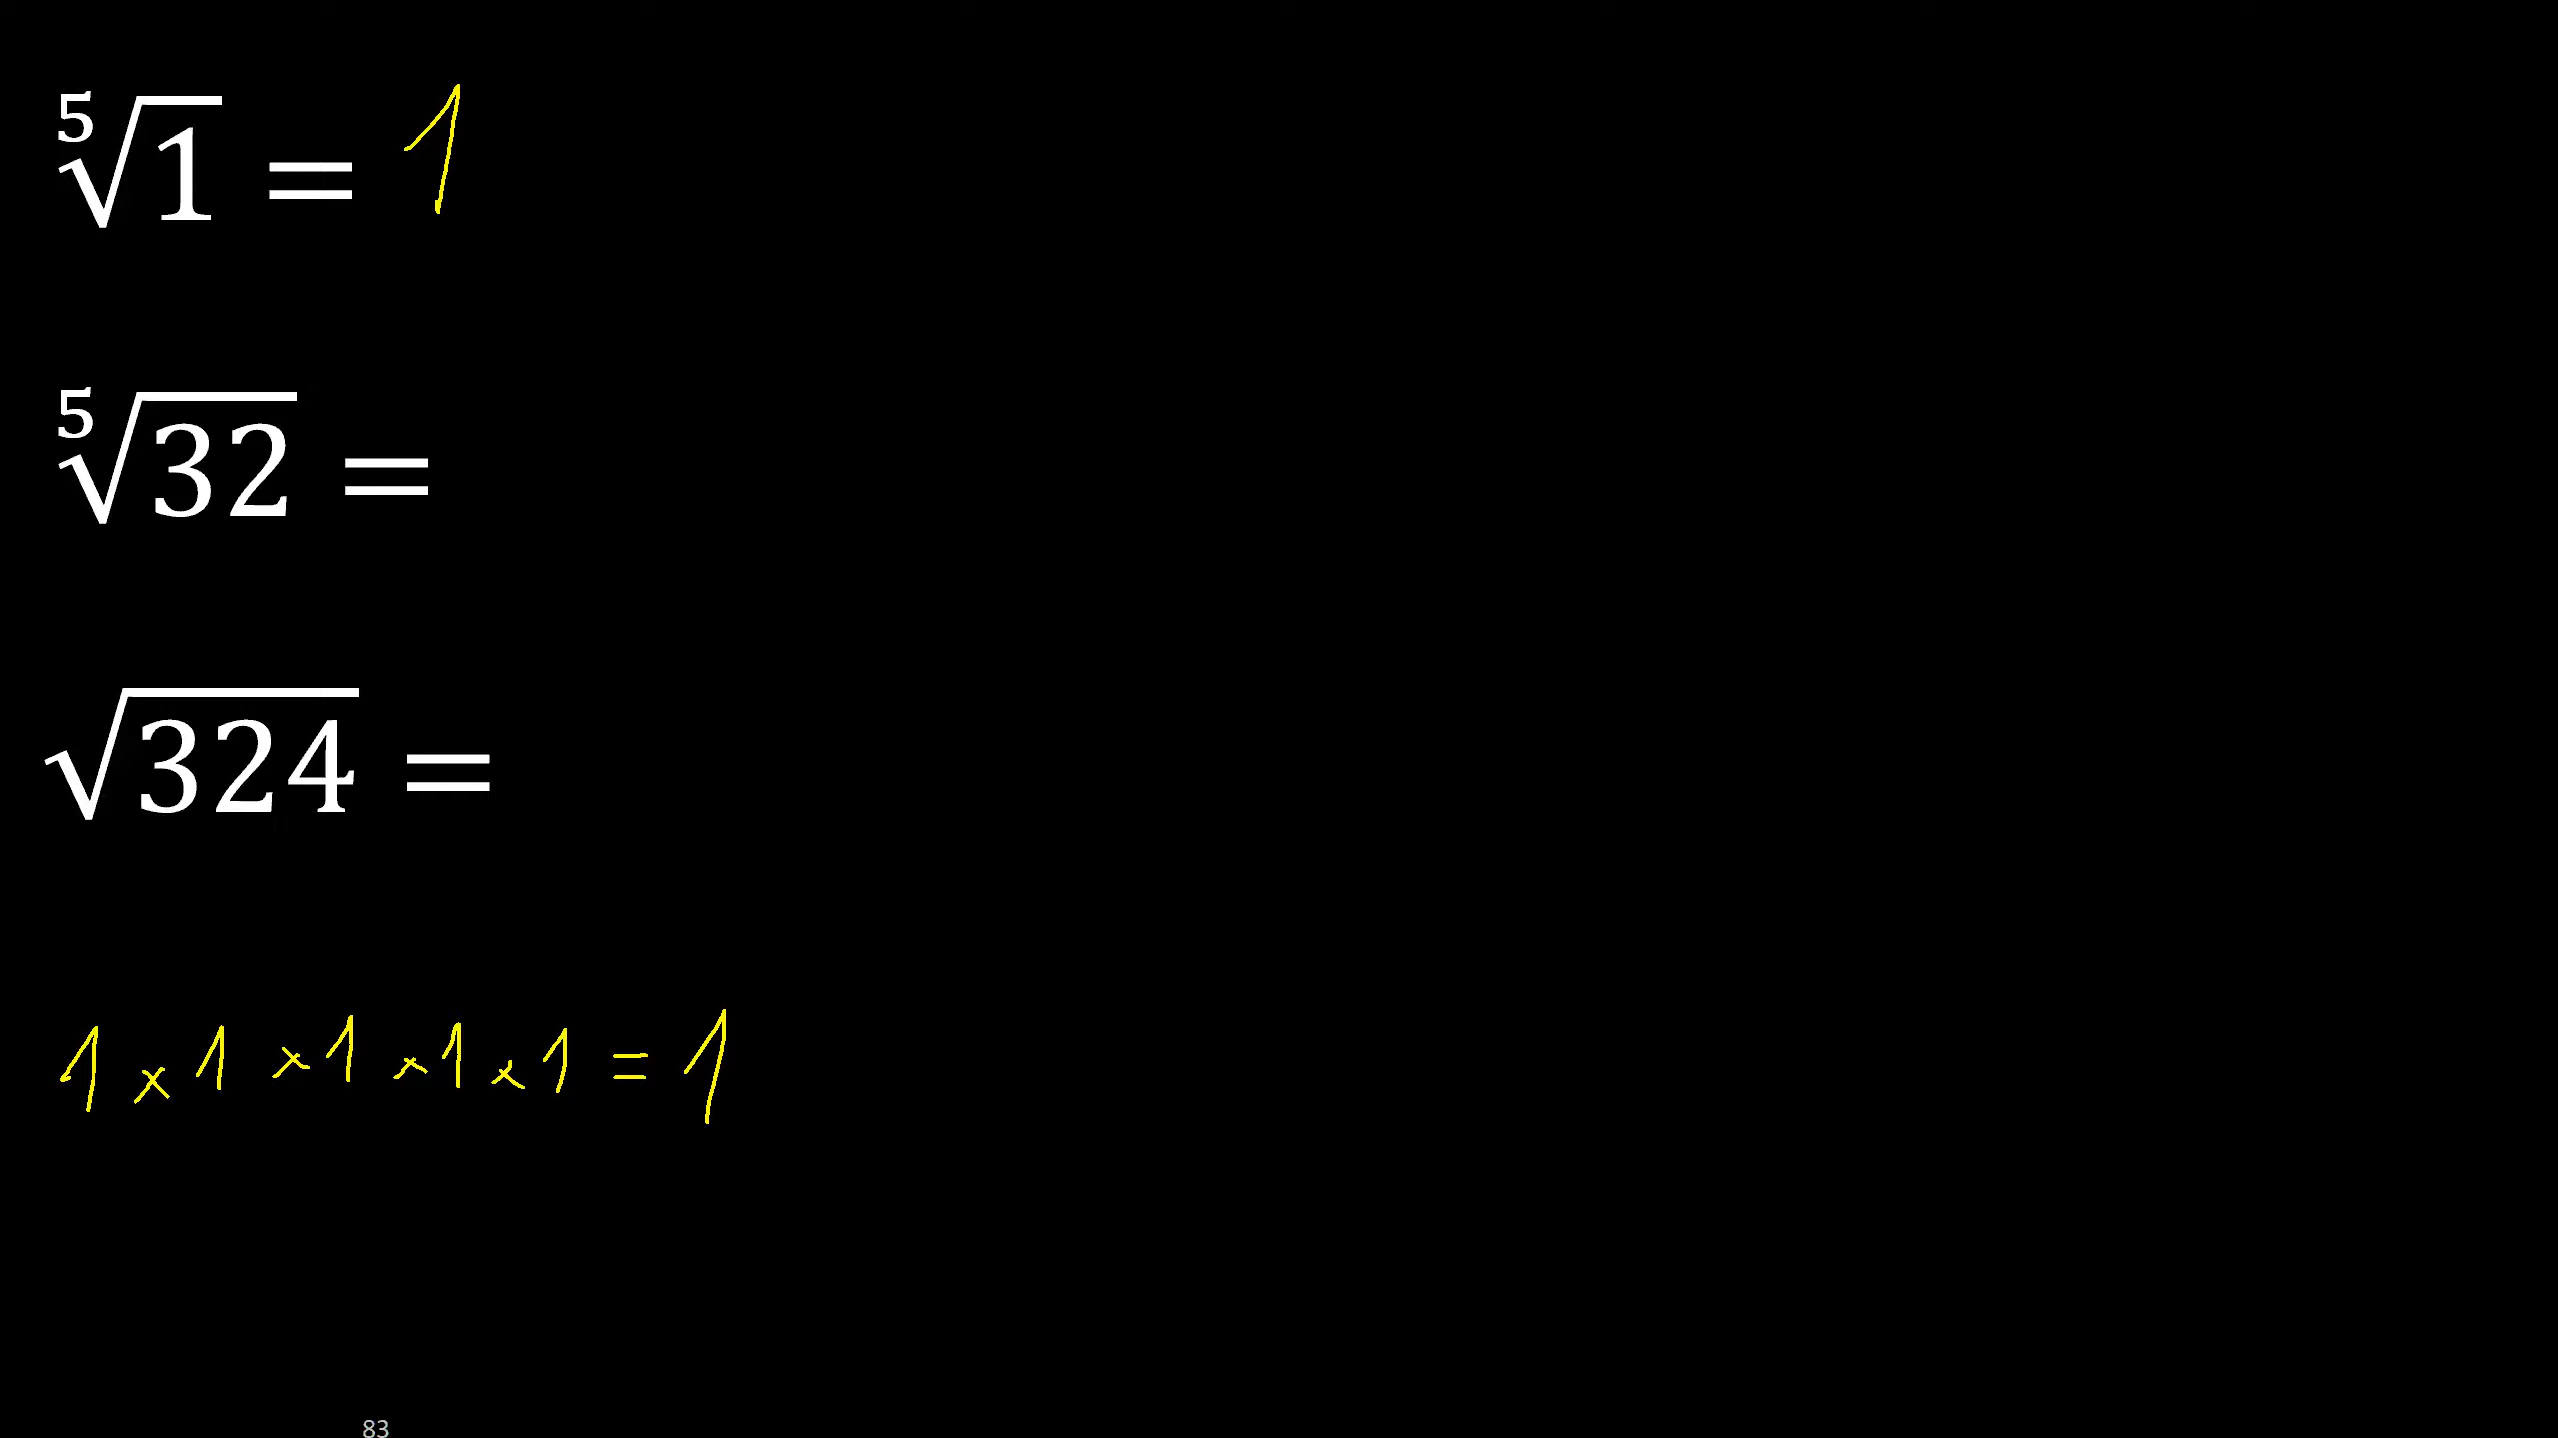 ⁵√1 = 1
⁵√32 =
√324 =
1 x 1 x 1 x 1 x 1 = 1
83